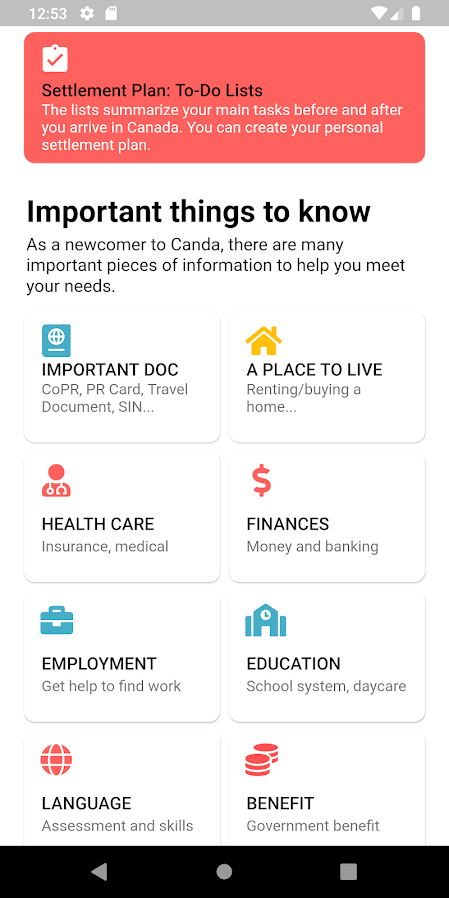 12:53
Settlement Plan: To-Do Lists
The lists summarize your main tasks before and after
you arrive in Canada. You can create your personal
settlement plan.
Important things to know
As a newcomer to Canda, there are many
important pieces of information to help you meet
your needs.
IMPORTANT DOC
CoPR, PR Card, Travel
Document, SIN...
A PLACE TO LIVE
Renting/buying a
home...
HEALTH CARE
Insurance, medical
FINANCES
Money and banking
EMPLOYMENT
Get help to find work
EDUCATION
School system, daycare
LANGUAGE
Assessment and skills
BENEFIT
Government benefit